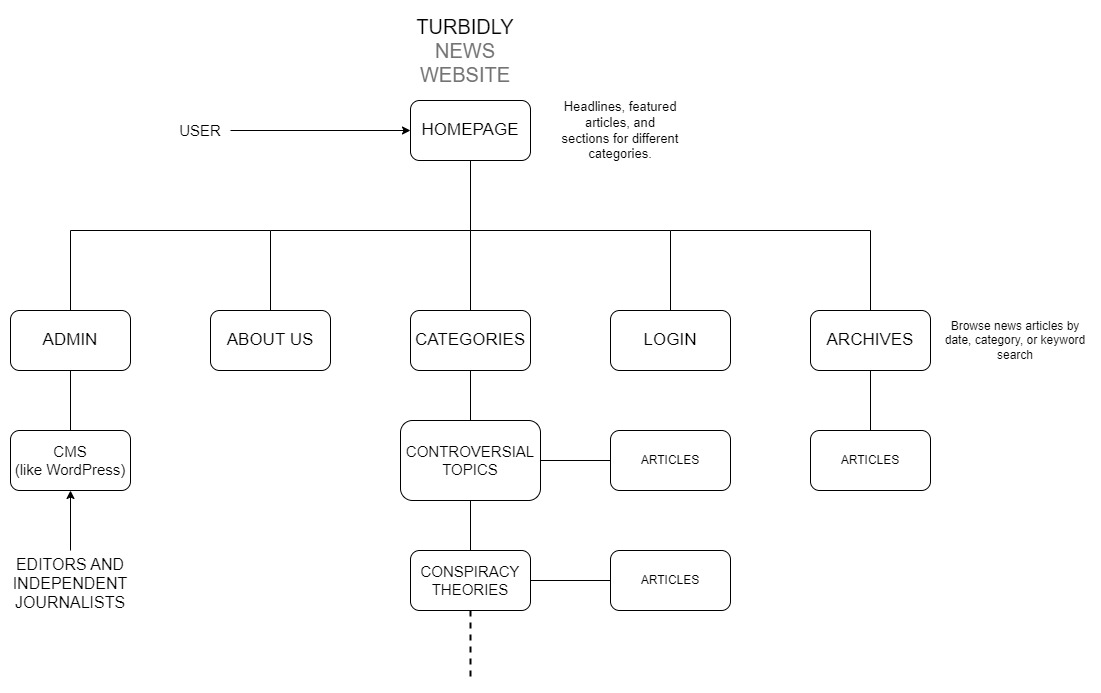 TURBIDLY
NEWS
WEBSITE
USER
HOMEPAGE
Headlines, featured
articles, and
sections for different
categories.
ADMIN
ABOUT US
CATEGORIES
LOGIN
ARCHIVES
Browse news articles by
date, category, or keyword
search
CMS
(like WordPress)
CONTROVERSIAL
TOPICS
ARTICLES
ARTICLES
EDITORS AND
INDEPENDENT
JOURNALISTS
CONSPIRACY
THEORIES
ARTICLES